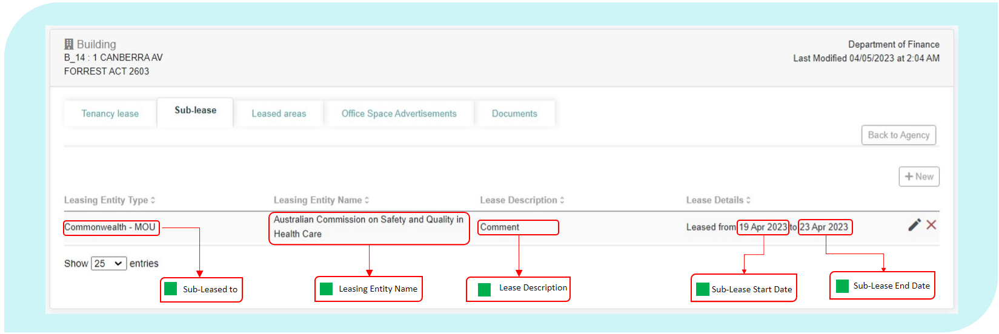 Building
Department of Finance
B_14 : 1 CANBERRA AV
Last Modified 04/05/2023 at 2:04 AM
FORREST ACT 2603
Tenancy lease
Sub-lease
Leased areas
Office Space Advertisements
Documents
Back to Agency
+ New
Leasing Entity Type
Leasing Entity Name
Lease Description
Lease Details
Commonwealth - MOU
Australian Commission on Safety and Quality in
Health Care
Comment
Leased from 19 Apr 2023 to 23 Apr 2023
Show 25 entries
Sub-Leased to
Leasing Entity Name
Lease Description
Sub-Lease Start Date
Sub-Lease End Date